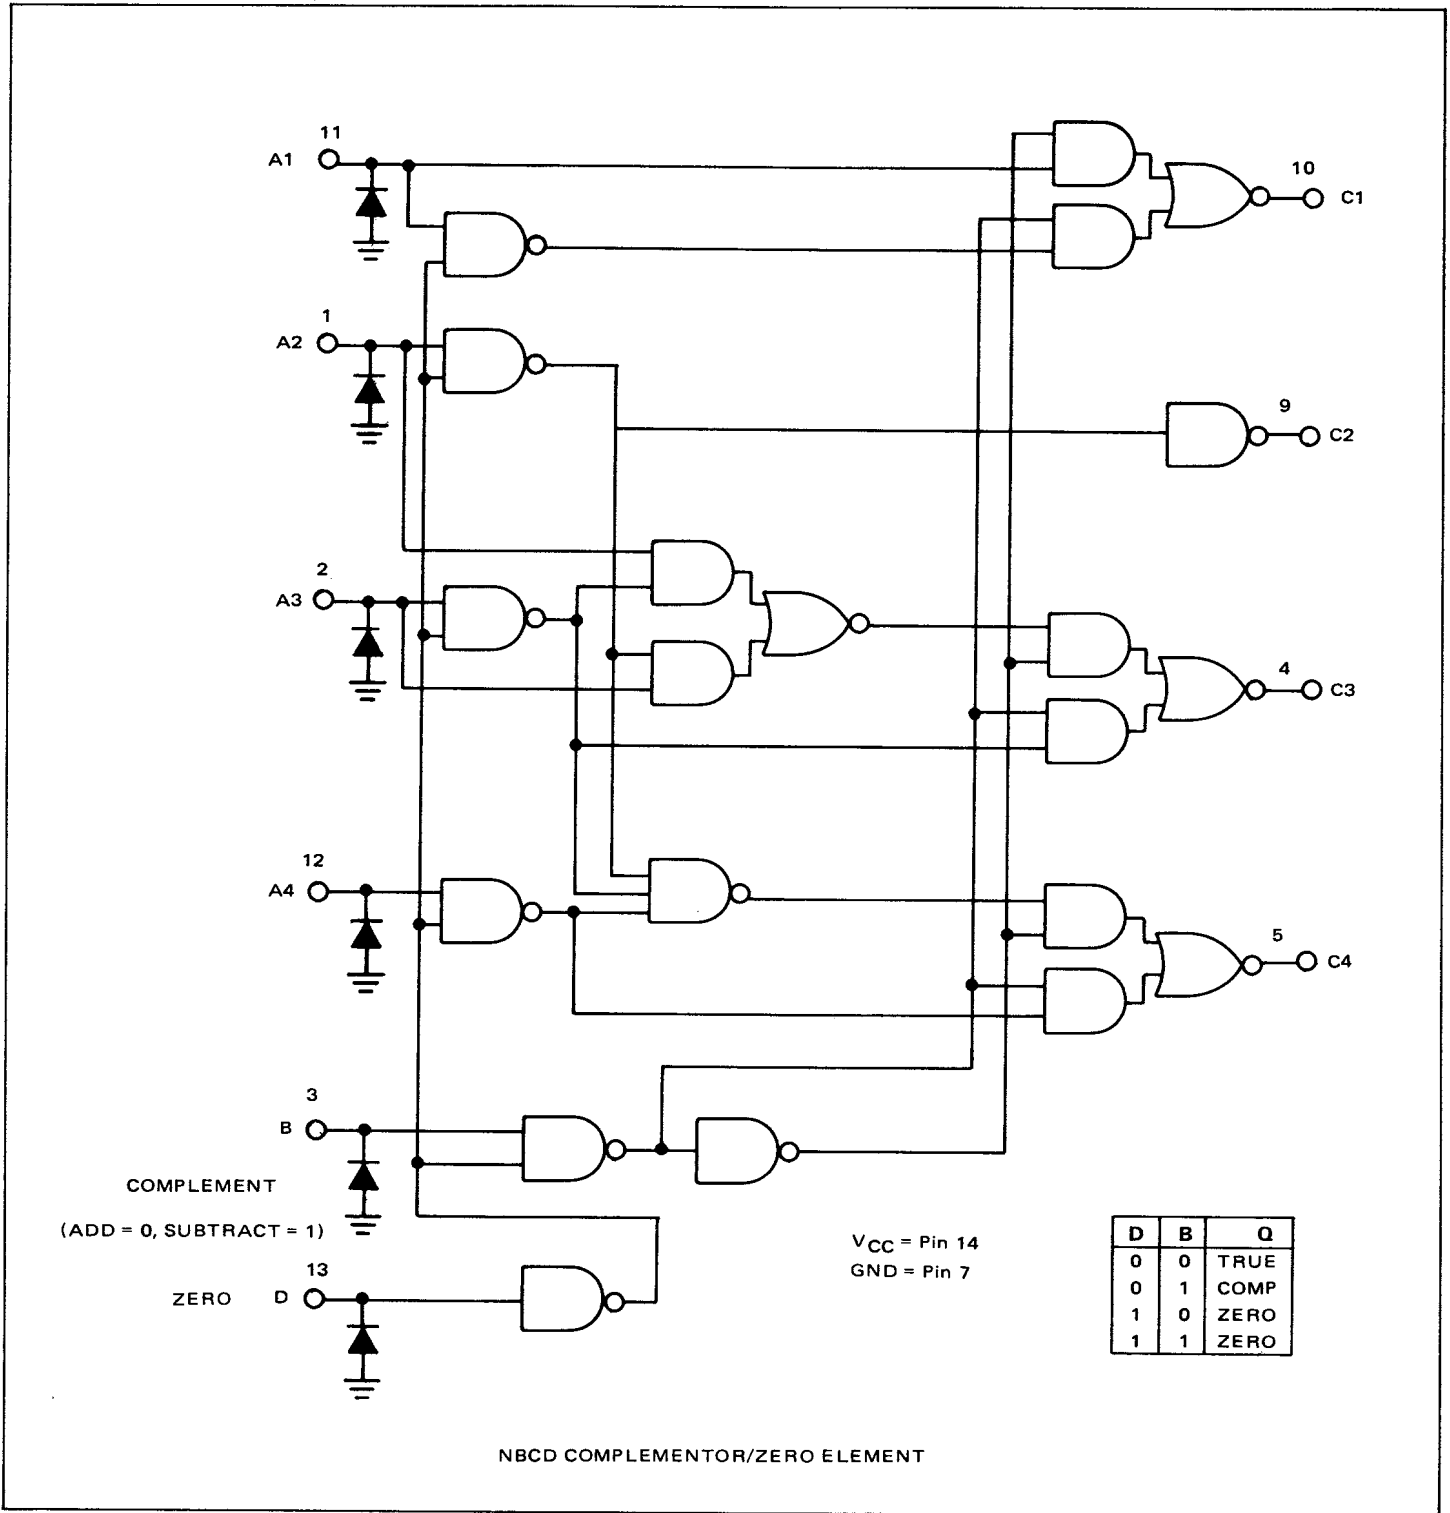 11
A1
10
C1
1
A2
9
C2
2
A3
4
C3
12
A4
5
C4
3
B
COMPLEMENT
(ADD = 0, SUBTRACT = 1)
13
ZERO D
VCC = Pin 14
GND = Pin 7
D B Q
0 0 TRUE
0 1 COMP
1 0 ZERO
1 1 ZERO
NBCD COMPLEMENTOR/ZERO ELEMENT